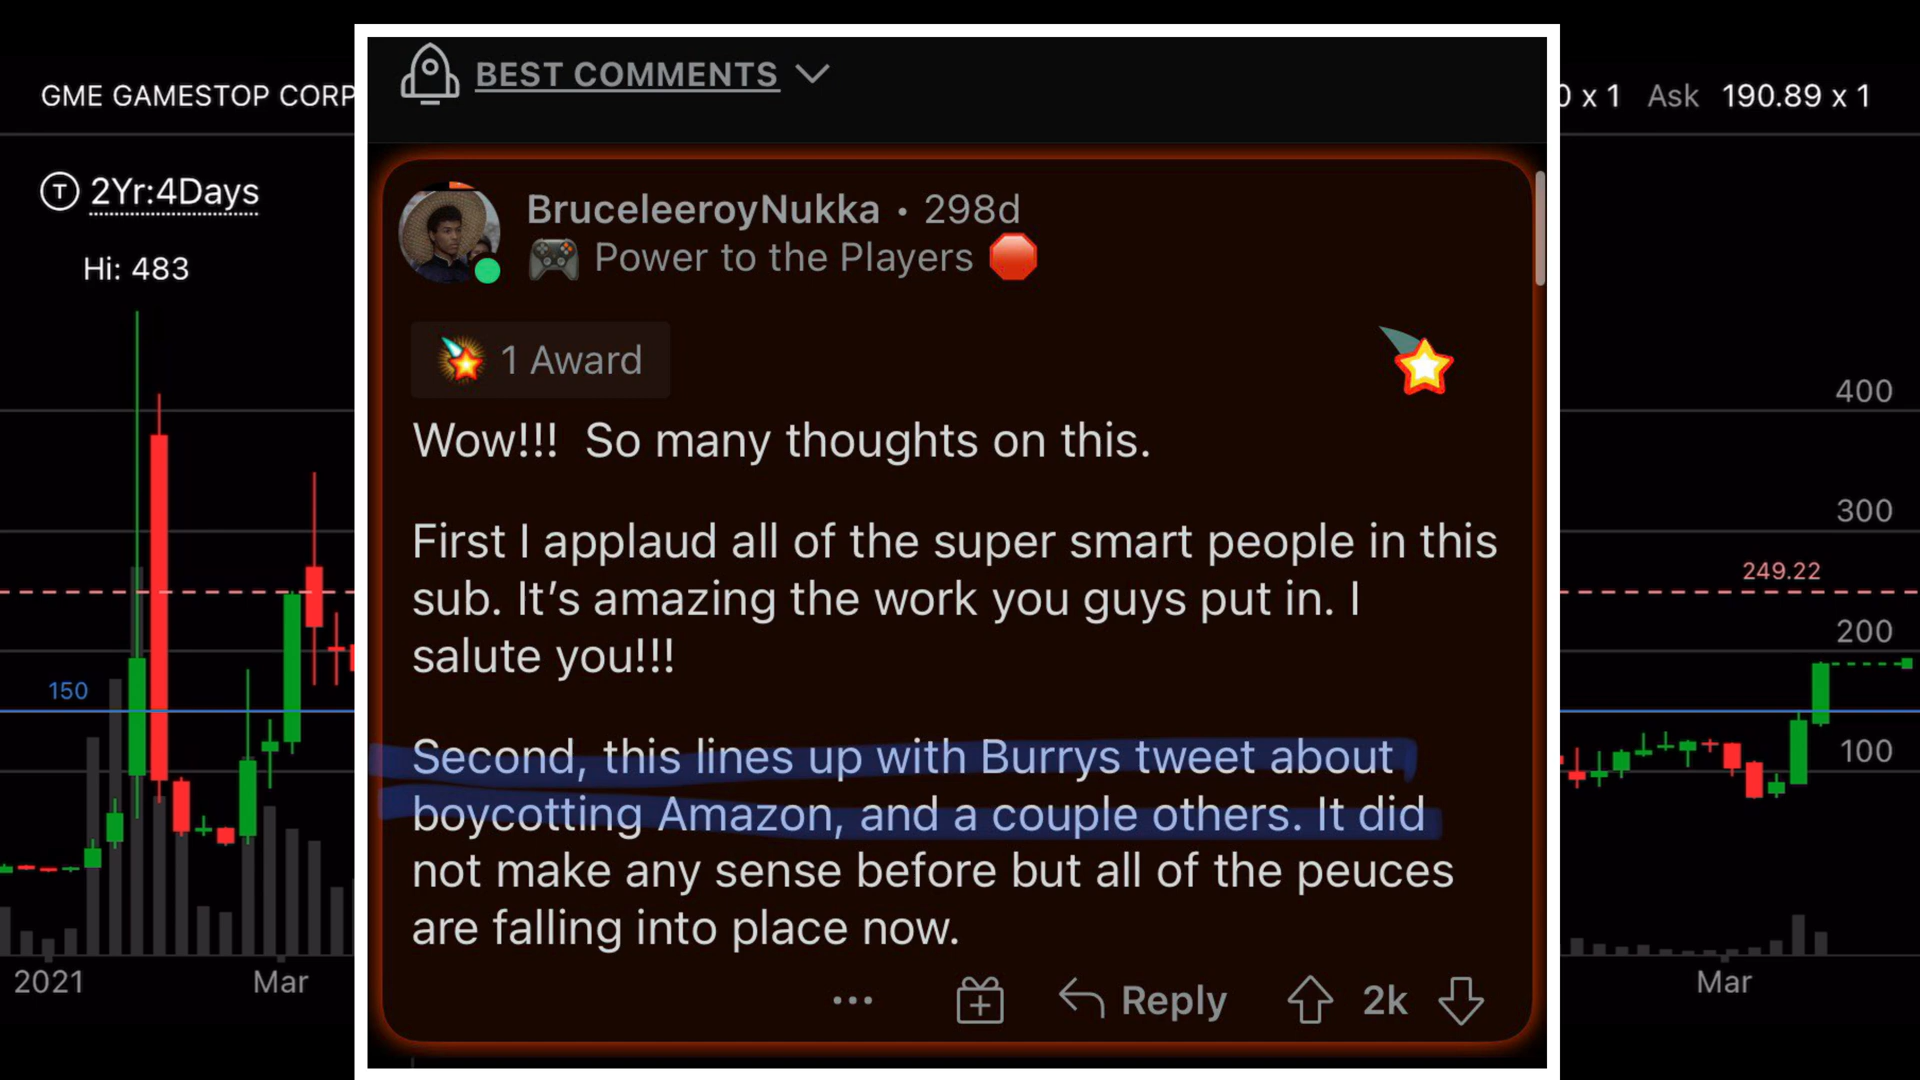 BEST COMMENTS
GME GAMESTOP CORP
x 1 Ask 190.89 x 1
2Yr:4Days
Hi: 483
BruceleeroyNukka • 298d
Power to the Players
1 Award
Wow!!! So many thoughts on this.
First I applaud all of the super smart people in this
sub. It's amazing the work you guys put in. I
salute you!!!
Second, this lines up with Burrys tweet about
boycotting Amazon, and a couple others. It did
not make any sense before but all of the peuces
are falling into place now.
... Reply 2k
400
300
249.22
200
150
100
2021
Mar
Mar